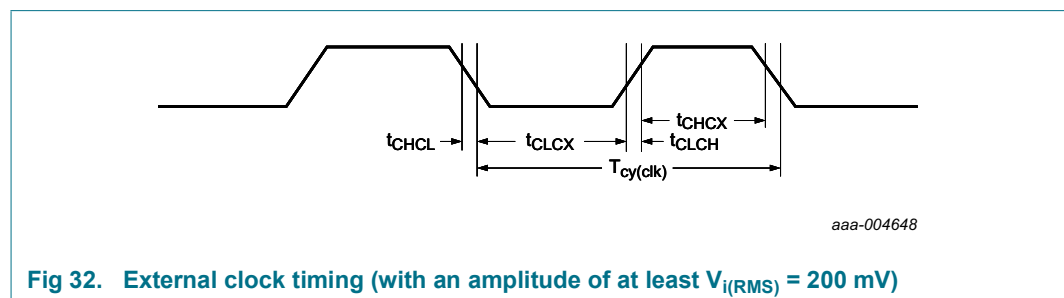 tCHCX
tCHCL
tCLCX
tCLCH
Tcy(clk)
aaa-004648
Fig 32. External clock timing (with an amplitude of at least Vi(RMS) = 200 mV)